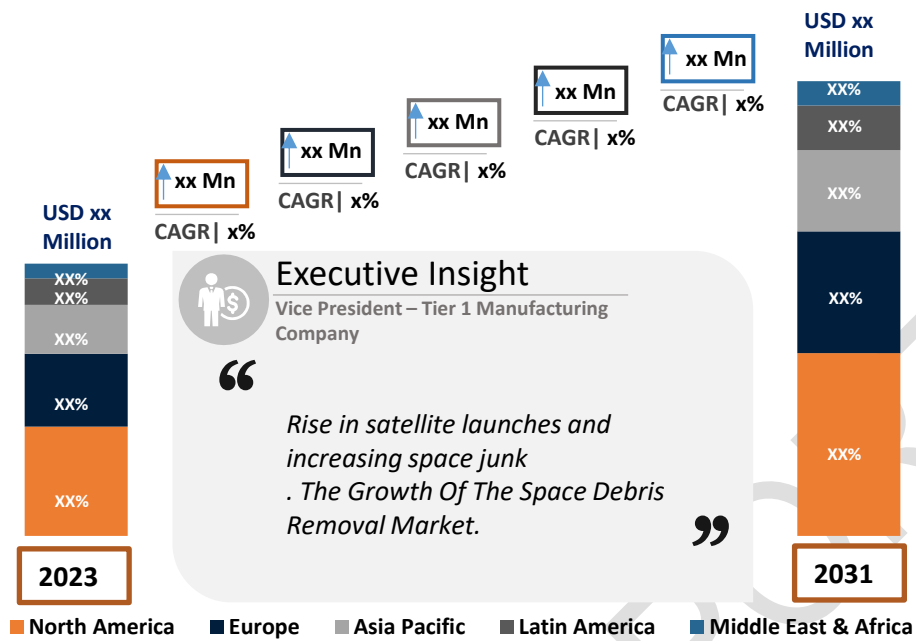 USD xx
Million
xx Mn
CAGR| x%
xx Mn
CAGR| x%
xx Mn
CAGR| x%
xx Mn
CAGR| x%
xx Mn
CAGR| x%
USD xx
Million
XX%
XX%
XX%
XX%
XX%
2023
Executive Insight
Vice President – Tier 1 Manufacturing
Company
“
Rise in satellite launches and
increasing space junk
. The Growth Of The Space Debris
Removal Market.
”
XX%
XX%
XX%
XX%
XX%
2031
North America
Europe
Asia Pacific
Latin America
Middle East & Africa